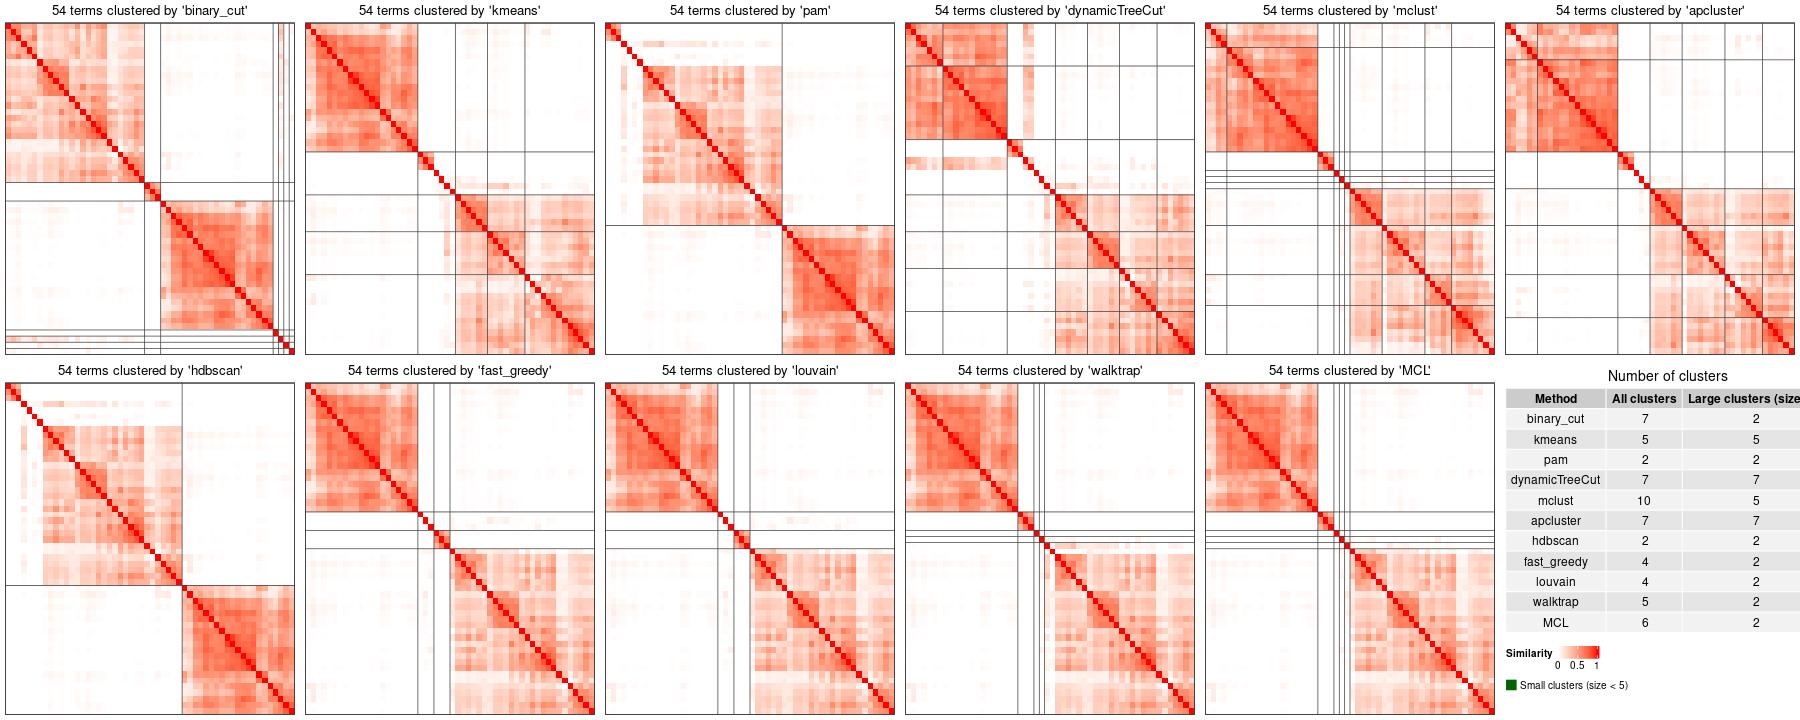 54 terms clustered by 'binary_cut'
54 terms clustered by 'kmeans'
54 terms clustered by 'pam'
54 terms clustered by 'dynamicTreeCut'
54 terms clustered by 'mclust'
54 terms clustered by 'apcluster'
54 terms clustered by 'hdbscan'
54 terms clustered by 'fast_greedy'
54 terms clustered by 'louvain'
54 terms clustered by 'walktrap'
54 terms clustered by 'MCL'
Number of clusters
Method All clusters Large clusters (size
binary_cut 7 2
kmeans 5 5
pam 2 2
dynamicTreeCut 7 7
mclust 10 5
apcluster 7 7
hdbscan 2 2
fast_greedy 4 2
louvain 4 2
walktrap 5 2
MCL 6 2
Similarity
0 0.5 1
Small clusters (size < 5)